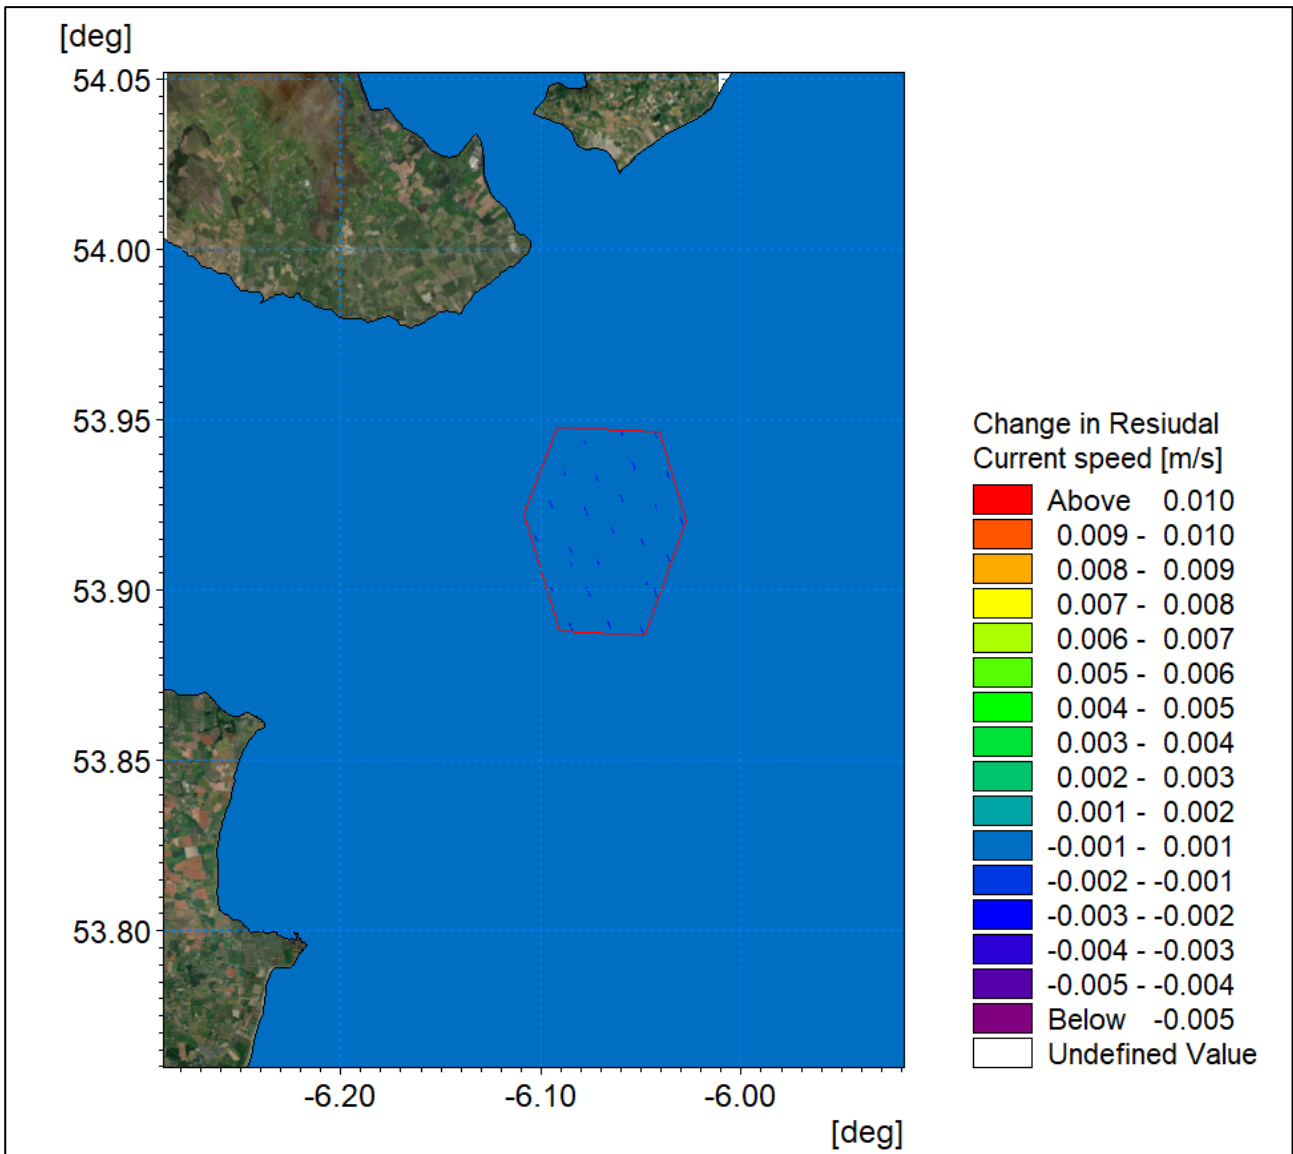 [deg]
54.05
54.00
53.95
53.90
53.85
53.80
-6.20
-6.10
-6.00
[deg]
Change in Resiudal
Current speed [m/s]
Above 0.010
0.009 - 0.010
0.008 - 0.009
0.007 - 0.008
0.006 - 0.007
0.005 - 0.006
0.004 - 0.005
0.003 - 0.004
0.002 - 0.003
0.001 - 0.002
-0.001 - 0.001
-0.002 - -0.001
-0.003 - -0.002
-0.004 - -0.003
-0.005 - -0.004
Below -0.005
Undefined Value